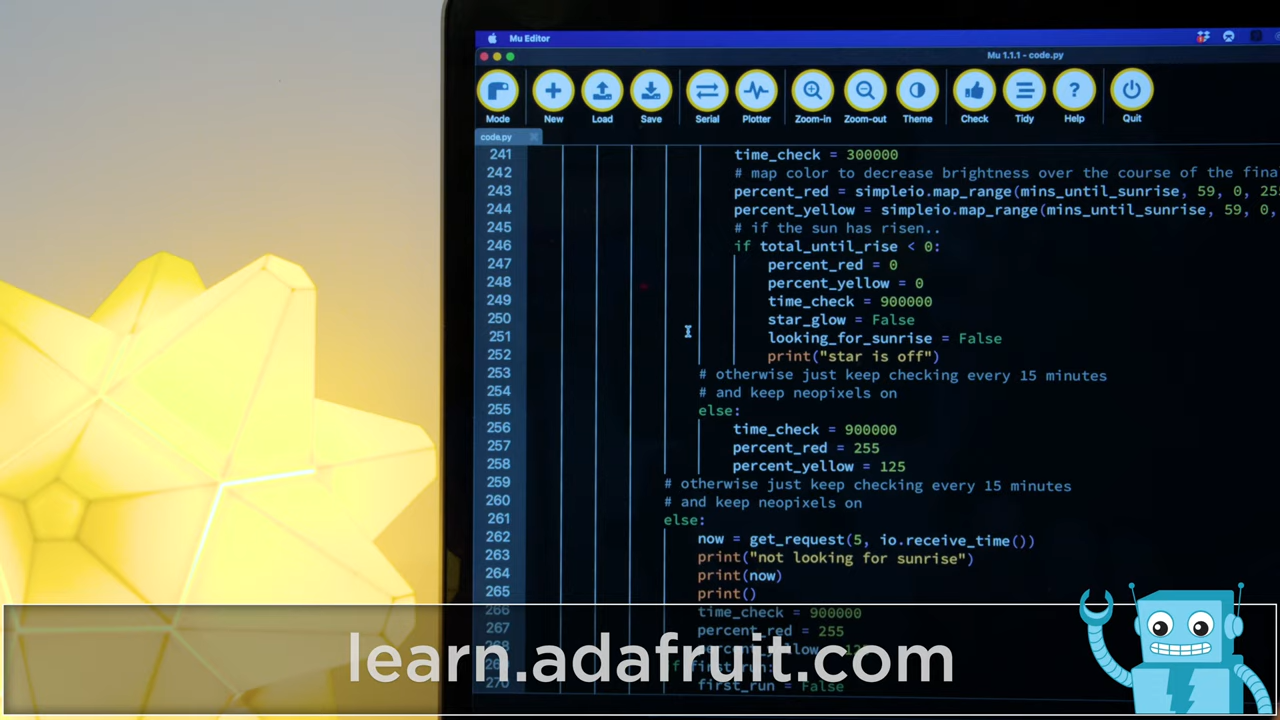 Mu Editor
Mu 1.1.1 - code.py
Mode New Load Save Serial Plotter Zoom-in Zoom-out Theme Check Tidy Help Quit
code.py
241 time_check = 300000
242 # map color to decrease brightness over the course of the fina
243 percent_red = simpleio.map_range(mins_until_sunrise, 59, 0, 255
244 percent_yellow = simpleio.map_range(mins_until_sunrise, 59, 0,
245 # if the sun has risen..
246 if total_until_rise < 0:
247 percent_red = 0
248 percent_yellow = 0
249 time_check = 900000
250 star_glow = False
251 looking_for_sunrise = False
252 print("star is off")
253 # otherwise just keep checking every 15 minutes
254 # and keep neopixels on
255 else:
256 time_check = 900000
257 percent_red = 255
258 percent_yellow = 125
259 # otherwise just keep checking every 15 minutes
260 # and keep neopixels on
261 else:
262 now = get_request(5, io.receive_time())
263 print("not looking for sunrise")
264 print(now)
265 print()
266 time_check = 900000
267 percent_red = 255
learn.adafruit.com
270 first_run = False